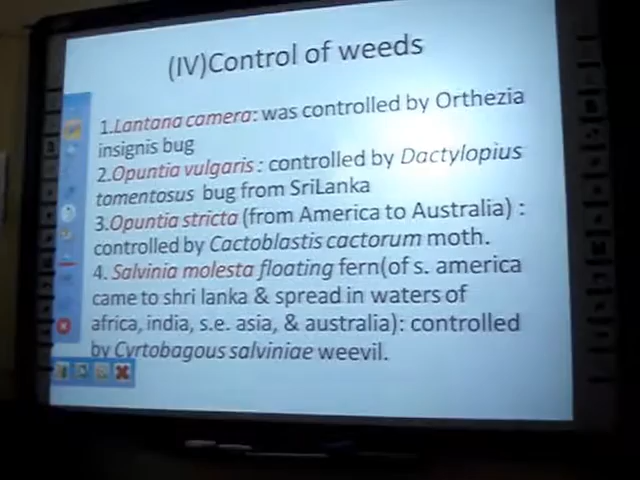 (IV)Control of weeds
1.Lantana camera: was controlled by Orthezia
insignis bug
2.Opuntia vulgaris : controlled by Dactylopius
tomentosus bug from SriLanka
3.Opuntia stricta (from America to Australia) :
controlled by Cactoblastis cactorum moth.
4. Salvinia molesta floating fern(of s. america
came to shri lanka & spread in waters of
africa, india, s.e. asia, & australia): controlled
by Cyrtobagous salviniae weevil.